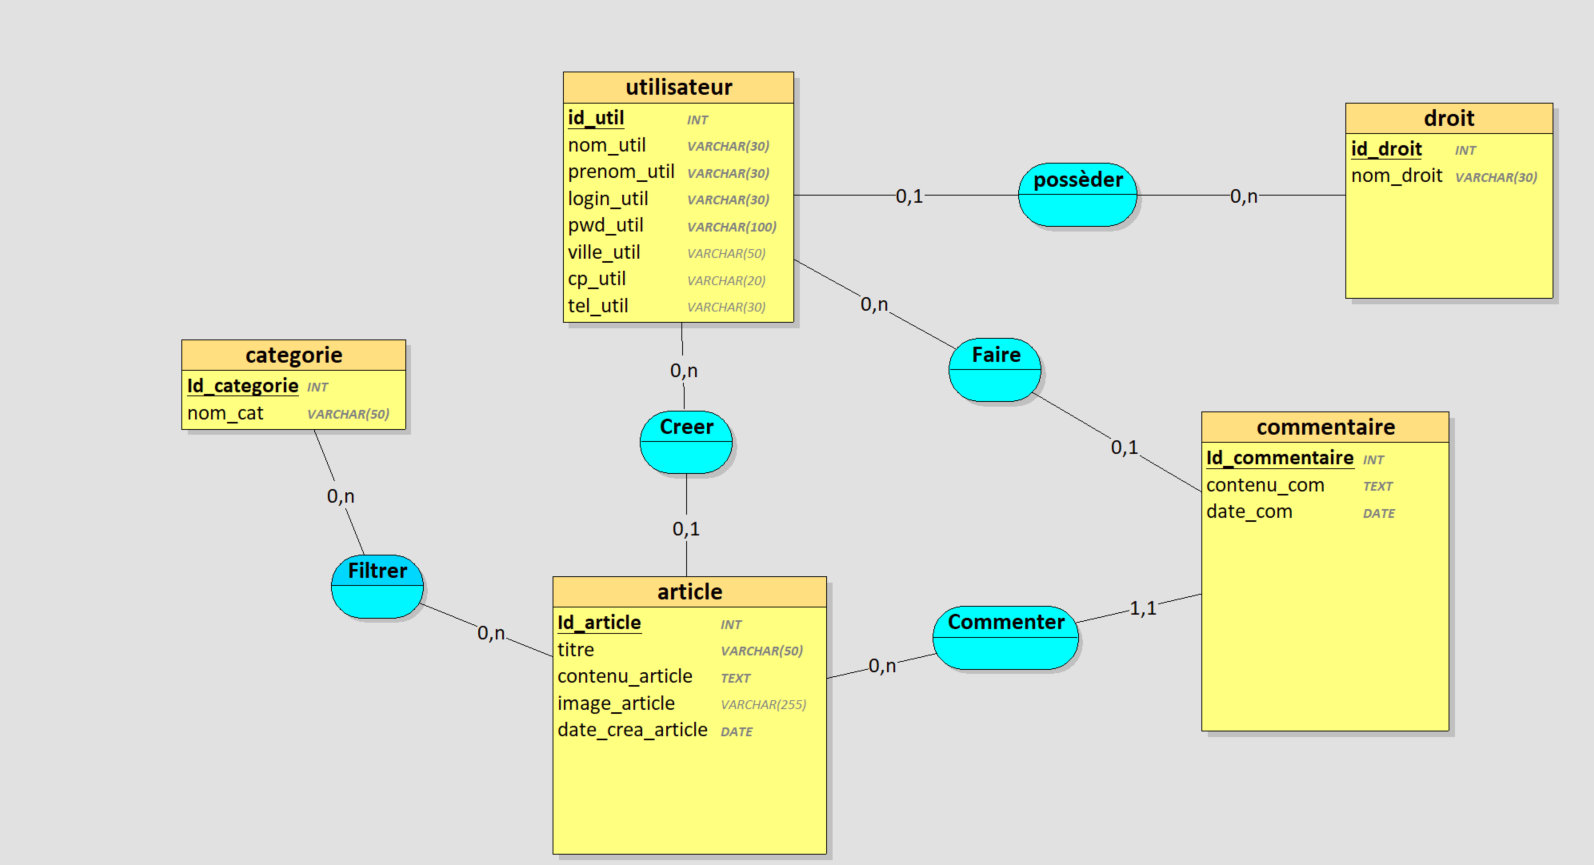 utilisateur
id_util INT
nom_util VARCHAR(30)
prenom_util VARCHAR(30)
login_util VARCHAR(30)
pwd_util VARCHAR(100)
ville_util VARCHAR(50)
cp_util VARCHAR(20)
tel_util VARCHAR(30)
0,1
possèder
0,n
droit
id_droit INT
nom_droit VARCHAR(30)
0,n
Faire
0,1
categorie
Id_categorie INT
nom_cat VARCHAR(50)
0,n
Creer
0,1
commentaire
Id_commentaire INT
contenu_com TEXT
date_com DATE
0,n
Filtrer
0,n
article
Id_article INT
titre VARCHAR(50)
contenu_article TEXT
image_article VARCHAR(255)
date_crea_article DATE
0,n
Commenter
1,1